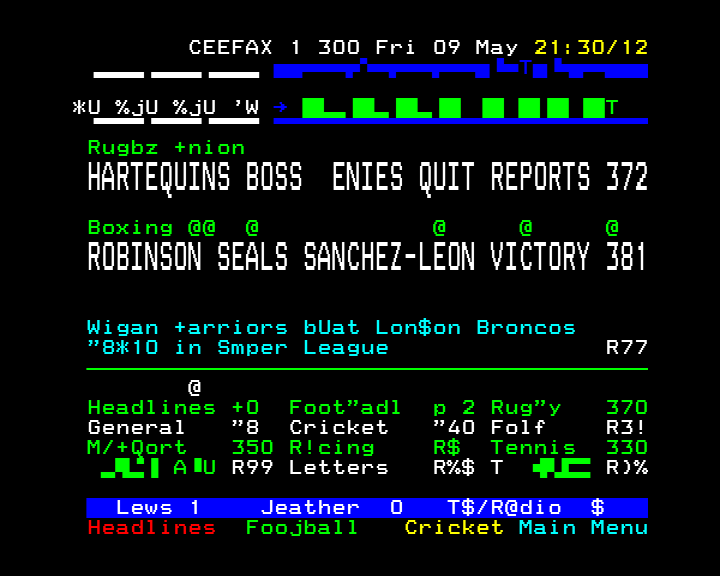 CEEFAX 1 300 Fri 09 May 21:30/12
*U %jU %jU ’W → T
Rugbz +nion
HARTEQUINS BOSS ENIES QUIT REPORTS 372
Boxing @@ @ @ @ @
ROBINSON SEALS SANCHEZ-LEON VICTORY 381
Wigan +arriors bUat Lon$on Broncos
”8*10 in Smper League R77
@
Headlines +0 Foot”adl p 2 Rug”y 370
General ”8 Cricket ”40 Folf R3!
M/+Qort 350 R!cing R$ Tennis 330
A U R99 Letters R%$ T R)%
Lews 1 Jeather 0 T$/R@dio $
Headlines Foojball Cricket Main Menu